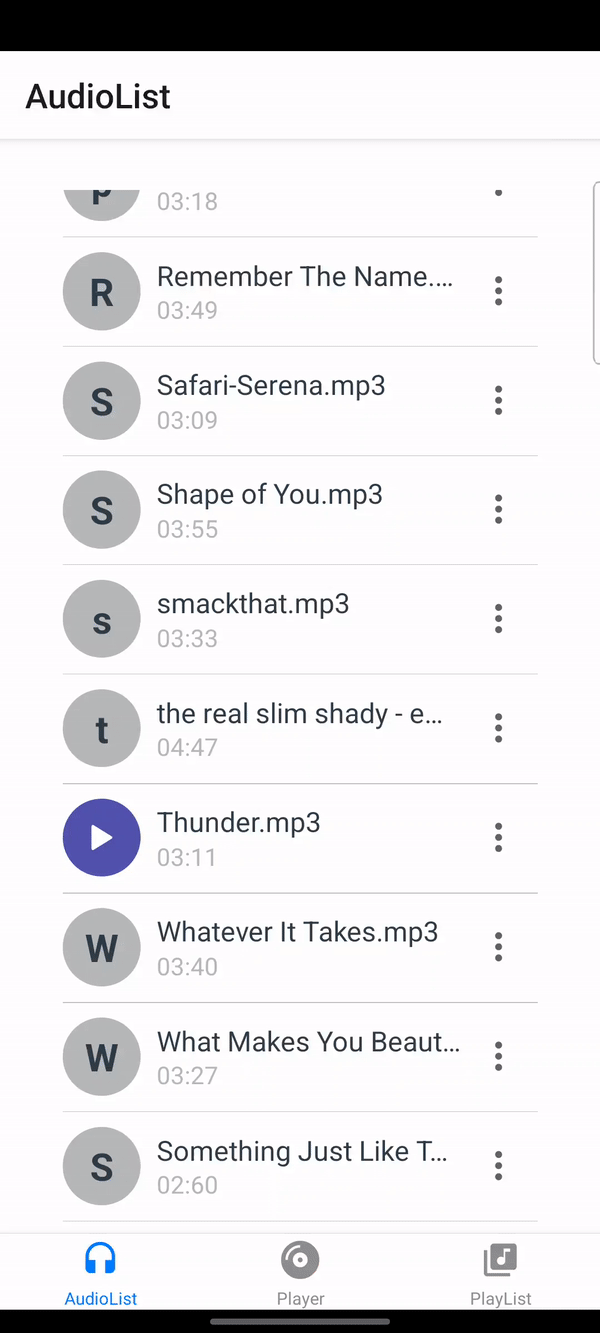 AudioList
p
03:18
R
Remember The Name....
03:49
S
Safari-Serena.mp3
03:09
S
Shape of You.mp3
03:55
s
smackthat.mp3
03:33
t
the real slim shady - e...
04:47
Thunder.mp3
03:11
W
Whatever It Takes.mp3
03:40
W
What Makes You Beaut...
03:27
S
Something Just Like T...
02:60
AudioList
Player
PlayList